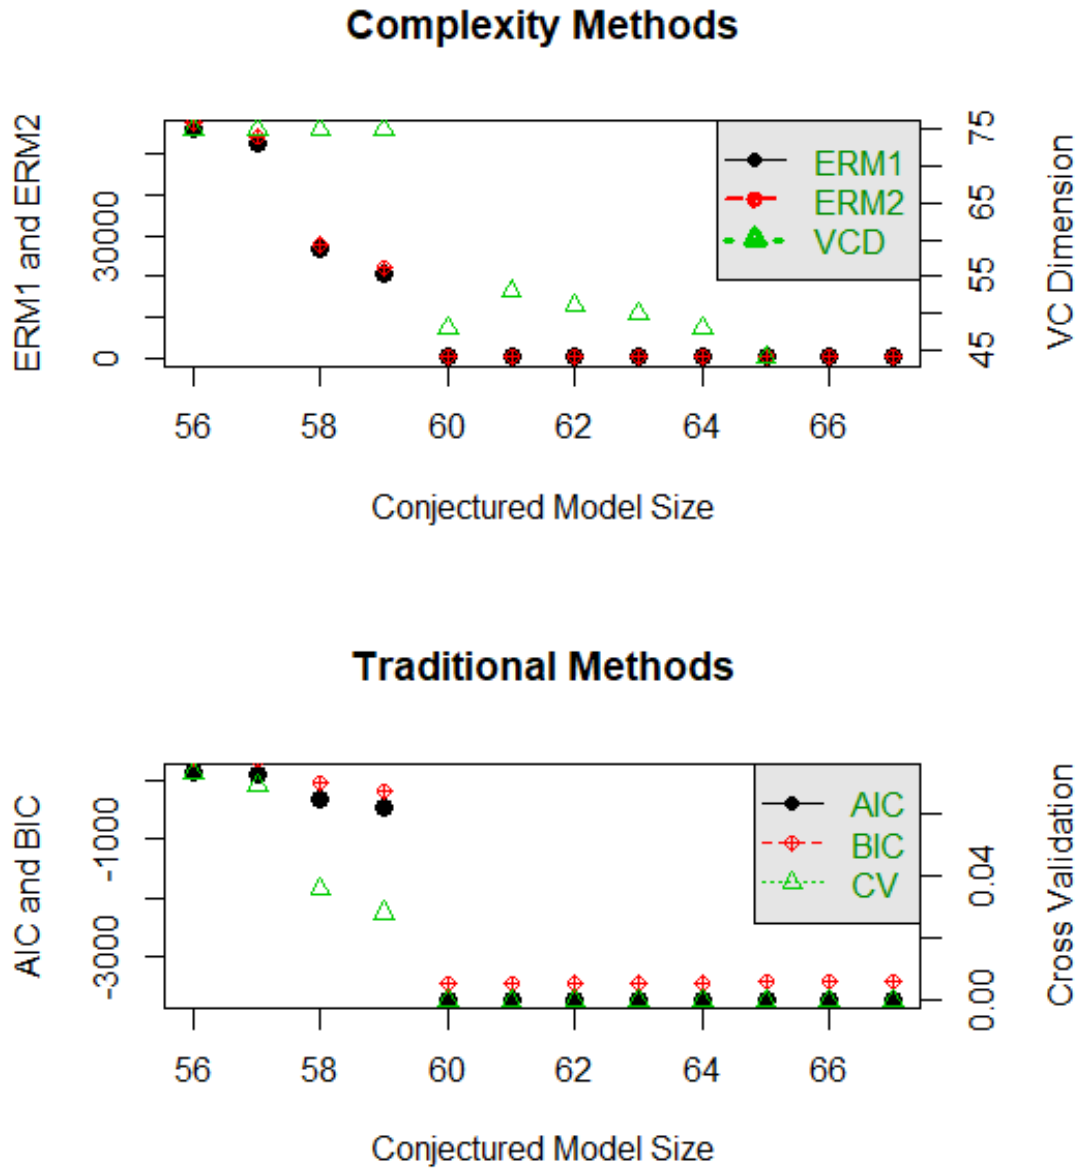 Complexity Methods
ERM1 and ERM2
0
30000
ERM1
ERM2
VCD
45
55
65
75
VC Dimension
56
58
60
62
64
66
Conjectured Model Size
Traditional Methods
AIC and BIC
-3000
-1000
AIC
BIC
CV
0.00
0.04
Cross Validation
56
58
60
62
64
66
Conjectured Model Size